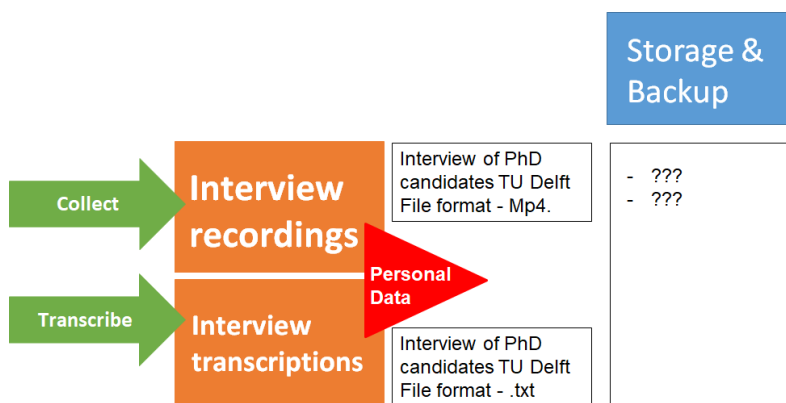 Storage &
Backup
Collect
Interview
recordings
Interview of PhD
candidates TU Delft
File format - Mp4.
- ???
- ???
Personal
Data
Transcribe
Interview
transcriptions
Interview of PhD
candidates TU Delft
File format - .txt